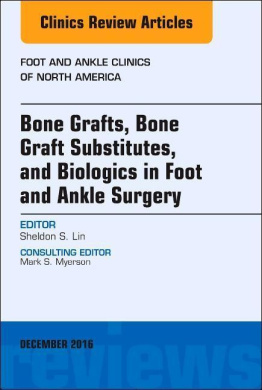 Clinics Review Articles
FOOT AND ANKLE CLINICS
OF NORTH AMERICA
Bone Grafts, Bone
Graft Substitutes,
and Biologics in Foot
and Ankle Surgery
EDITOR
Sheldon S. Lin
CONSULTING EDITOR
Mark S. Myerson
DECEMBER 2016
reviews